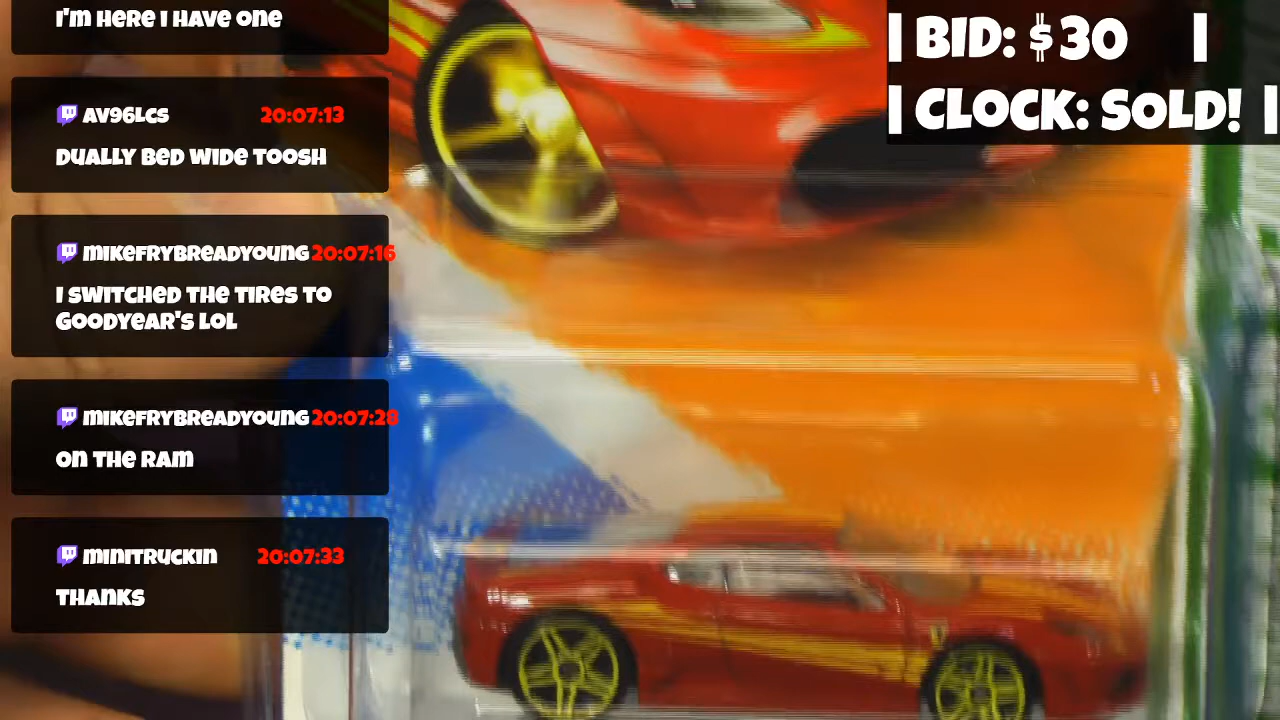 I'm here I have one
AV96LCS 20:07:13
Dually bed wide toosh
mikefrybreadyoung 20:07:16
I switched the tires to
Goodyear's lol
mikefrybreadyoung 20:07:28
On the ram
minitruckin 20:07:33
Thanks
| BID: $30 |
| CLOCK: SOLD! |